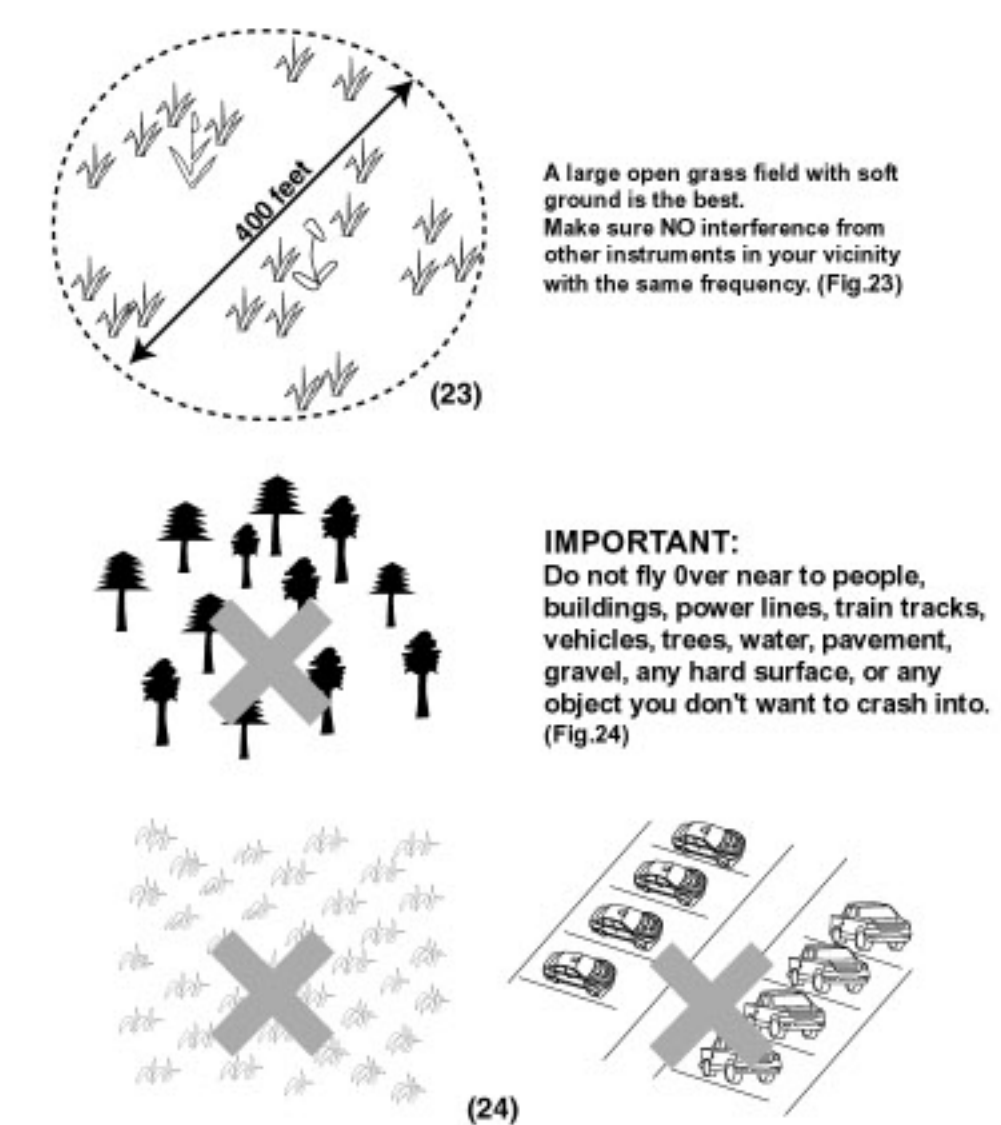 400 feet
(23)
A large open grass field with soft
ground is the best.
Make sure NO interference from
other instruments in your vicinity
with the same frequency. (Fig.23)
IMPORTANT:
Do not fly 0ver near to people,
buildings, power lines, train tracks,
vehicles, trees, water, pavement,
gravel, any hard surface, or any
object you don't want to crash into.
(Fig.24)
(24)